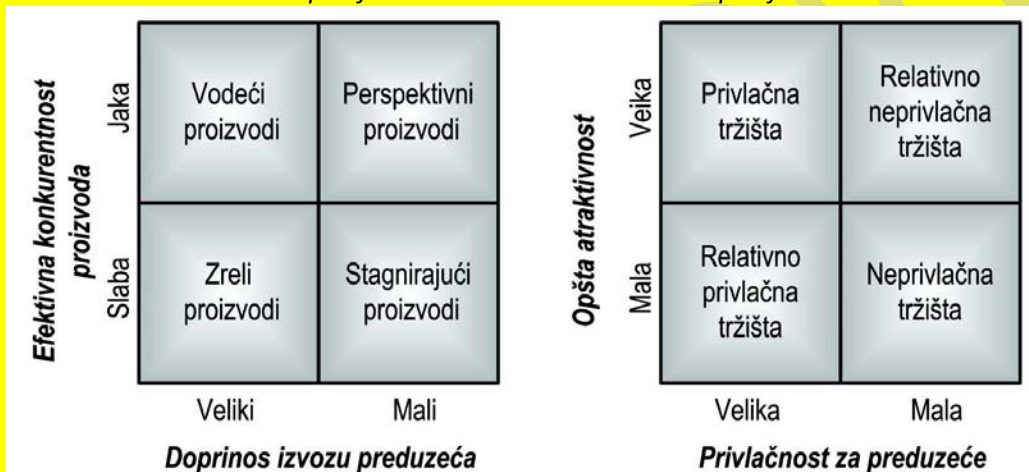 Efektivna konkurentnost
proizvoda
Jaka
Slaba
Vodeći
proizvodi
Perspektivni
proizvodi
Zreli
proizvodi
Stagnirajući
proizvodi
Veliki
Mali
Doprinos izvozu preduzeća
Opšta atraktivnost
Veika
Mala
Privlačna
tržišta
Relativno
neprivlačna
tržišta
Relativno
privlačna
tržišta
Neprivlačna
tržišta
Velika
Mala
Privlačnost za preduzeće